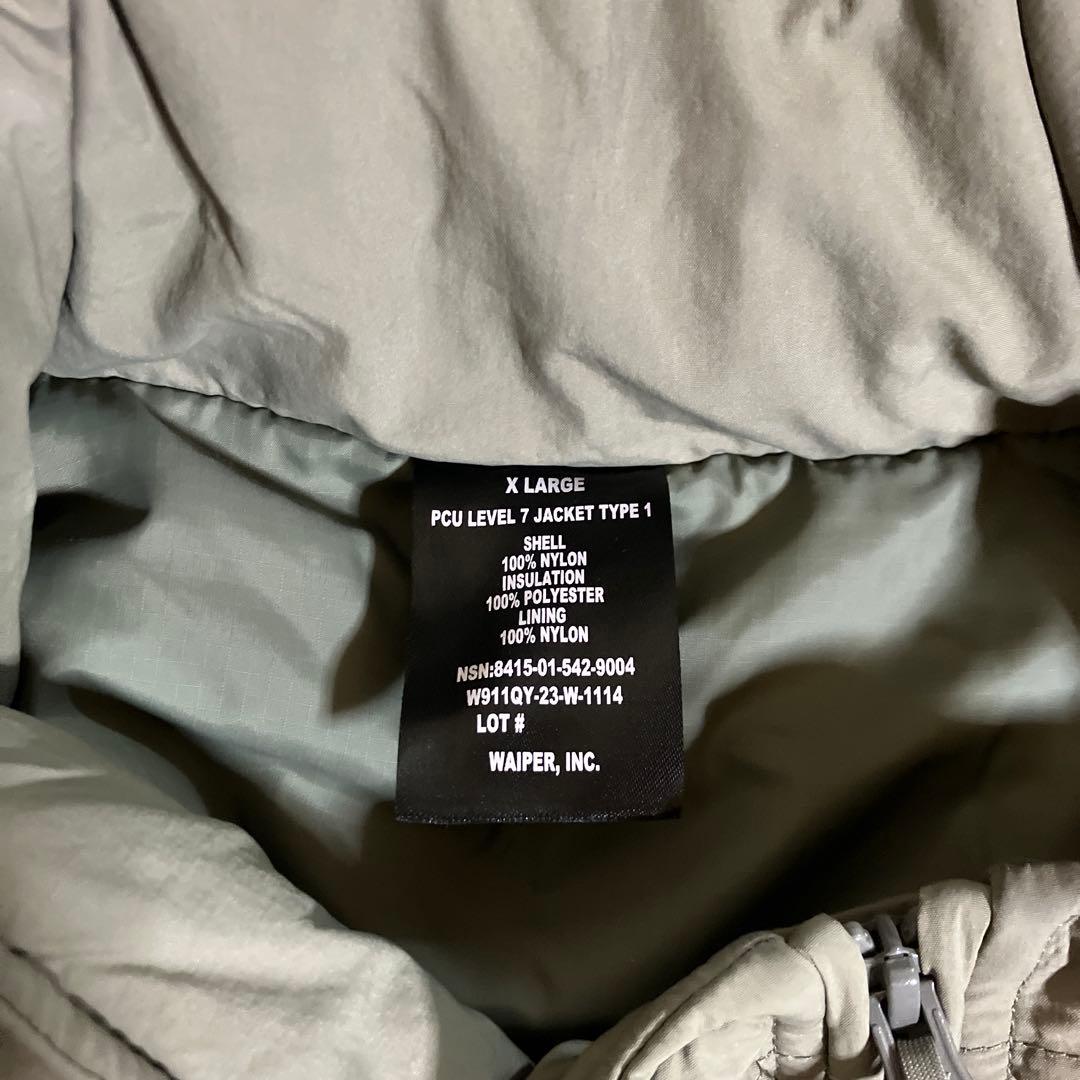 X LARGE
PCU LEVEL 7 JACKET TYPE 1
SHELL
100% NYLON
INSULATION
100% POLYESTER
LINING
100% NYLON
NSN:8415-01-542-9004
W911QY-23-W-1114
LOT #
WAIPER, INC.